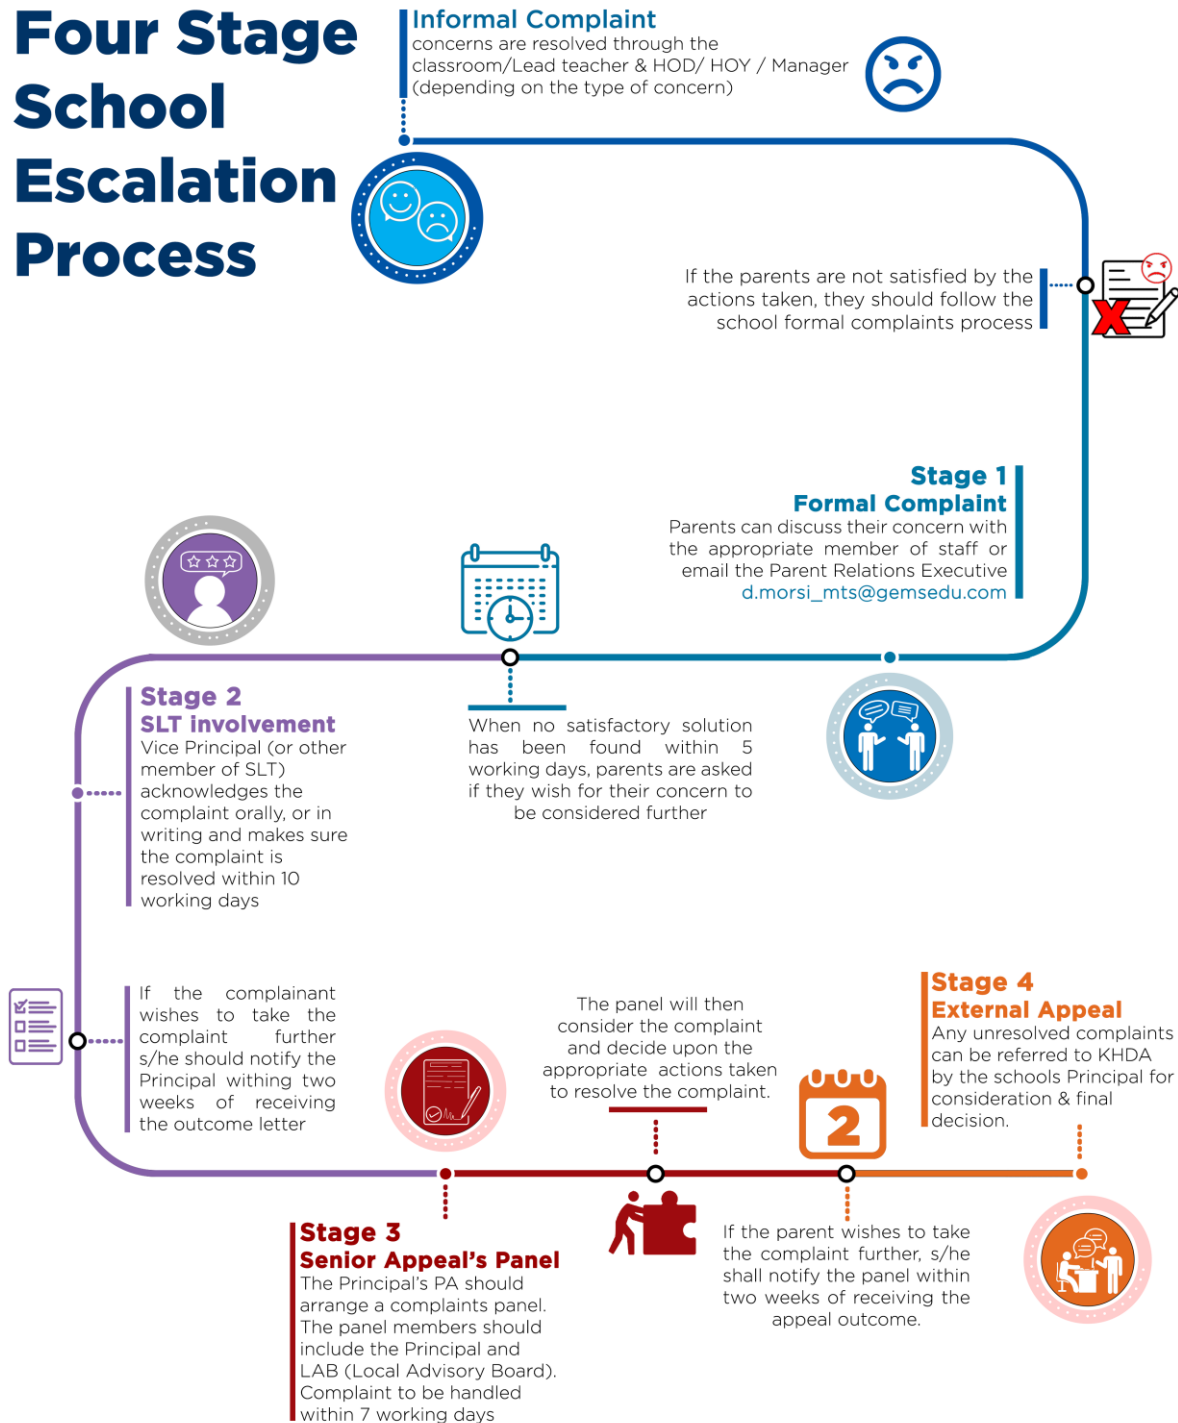 Four Stage
School
Escalation
Process
Informal Complaint
concerns are resolved through the
classroom/Lead teacher & HOD/ HOY / Manager
(depending on the type of concern)
If the parents are not satisfied by the
actions taken, they should follow the
school formal complaints process
Stage 1
Formal Complaint
Parents can discuss their concern with
the appropriate member of staff or
email the Parent Relations Executive
d.morsi_mts@gemsedu.com
When no satisfactory solution
has been found within 5
working days, parents are asked
if they wish for their concern to
be considered further
Stage 2
SLT involvement
Vice Principal (or other
member of SLT)
acknowledges the
complaint orally, or in
writing and makes sure
the complaint is
resolved within 10
working days
If the complainant
wishes to take the
complaint further
s/he should notify the
Principal withing two
weeks of receiving
the outcome letter
Stage 3
Senior Appeal's Panel
The Principal's PA should
arrange a complaints panel.
The panel members should
include the Principal and
LAB (Local Advisory Board).
Complaint to be handled
within 7 working days
The panel will then
consider the complaint
and decide upon the
appropriate actions taken
to resolve the complaint.
2
If the parent wishes to take
the complaint further, s/he
shall notify the panel within
two weeks of receiving the
appeal outcome.
Stage 4
External Appeal
Any unresolved complaints
can be referred to KHDA
by the schools Principal for
consideration & final
decision.